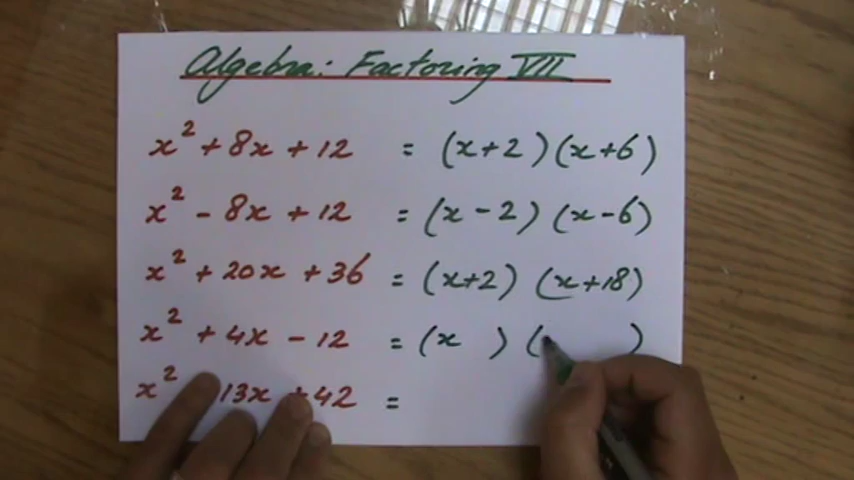 Algebra: Factoring VII
x² + 8x + 12 = (x+2)(x+6)
x² - 8x + 12 = (x-2)(x-6)
x² + 20x + 36 = (x+2)(x+18)
x² + 4x - 12 = (x )( )
x² 13x + 42 =